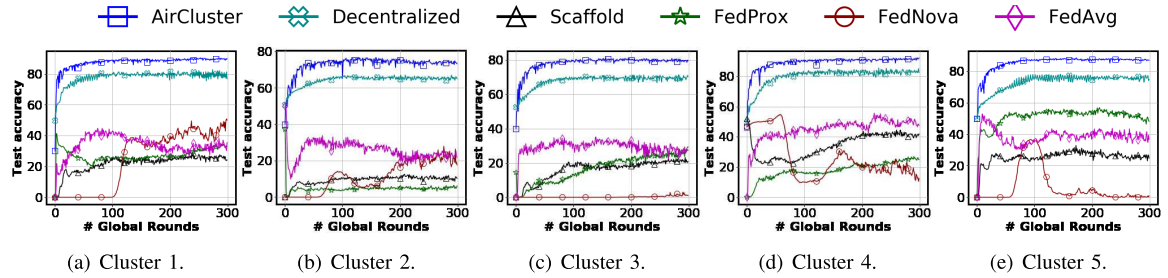 AirCluster Decentralized Scaffold FedProx FedNova FedAvg
Test accuracy
80
60
40
20
0
0 100 200 300
# Global Rounds
(a) Cluster 1.
Test accuracy
80
60
40
20
0
0 100 200 300
# Global Rounds
(b) Cluster 2.
Test accuracy
80
60
40
20
0
0 100 200 300
# Global Rounds
(c) Cluster 3.
Test accuracy
80
60
40
20
0
0 100 200 300
# Global Rounds
(d) Cluster 4.
Test accuracy
80
60
40
20
0
0 100 200 300
# Global Rounds
(e) Cluster 5.